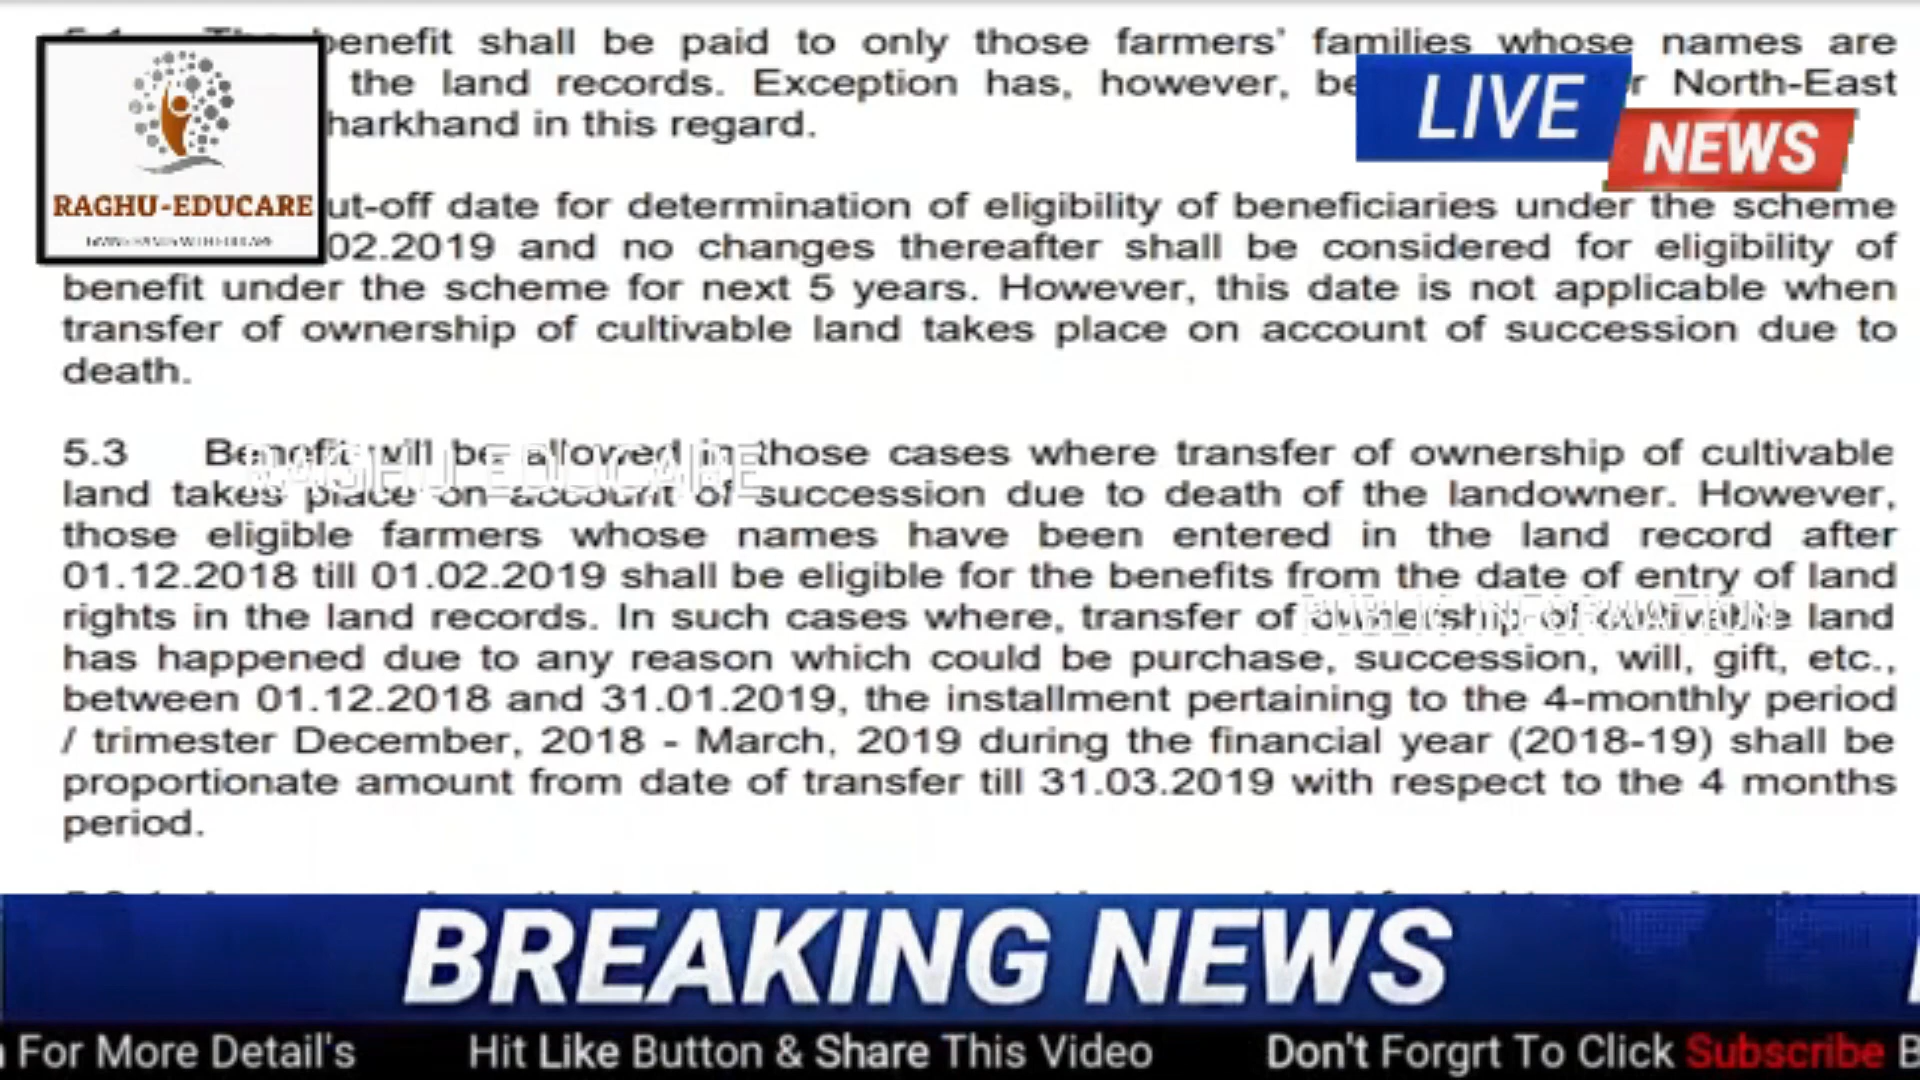 benefit shall be paid to only those farmers' families whose names are
the land records. Exception has, however, North-East
harkhand in this regard.
LIVE
NEWS
RAGHU-EDUCARE
ut-off date for determination of eligibility of beneficiaries under the scheme
02.2019 and no changes thereafter shall be considered for eligibility of
benefit under the scheme for next 5 years. However, this date is not applicable when
transfer of ownership of cultivable land takes place on account of succession due to
death.
5.3 Benefit will be allowed in those cases where transfer of ownership of cultivable
RAGHU EDUCARE
land takes place on account of succession due to death of the landowner. However,
those eligible farmers whose names have been entered in the land record after
01.12.2018 till 01.02.2019 shall be eligible for the benefits from the date of entry of land
rights in the land records. In such cases where, transfer of ownership of cultivable land
PUBLIC INFORMATION
has happened due to any reason which could be purchase, succession, will, gift, etc.,
between 01.12.2018 and 31.01.2019, the installment pertaining to the 4-monthly period
/ trimester December, 2018 - March, 2019 during the financial year (2018-19) shall be
proportionate amount from date of transfer till 31.03.2019 with respect to the 4 months
period.
BREAKING NEWS
For More Detail's Hit Like Button & Share This Video Don't Forgrt To Click Subscribe B